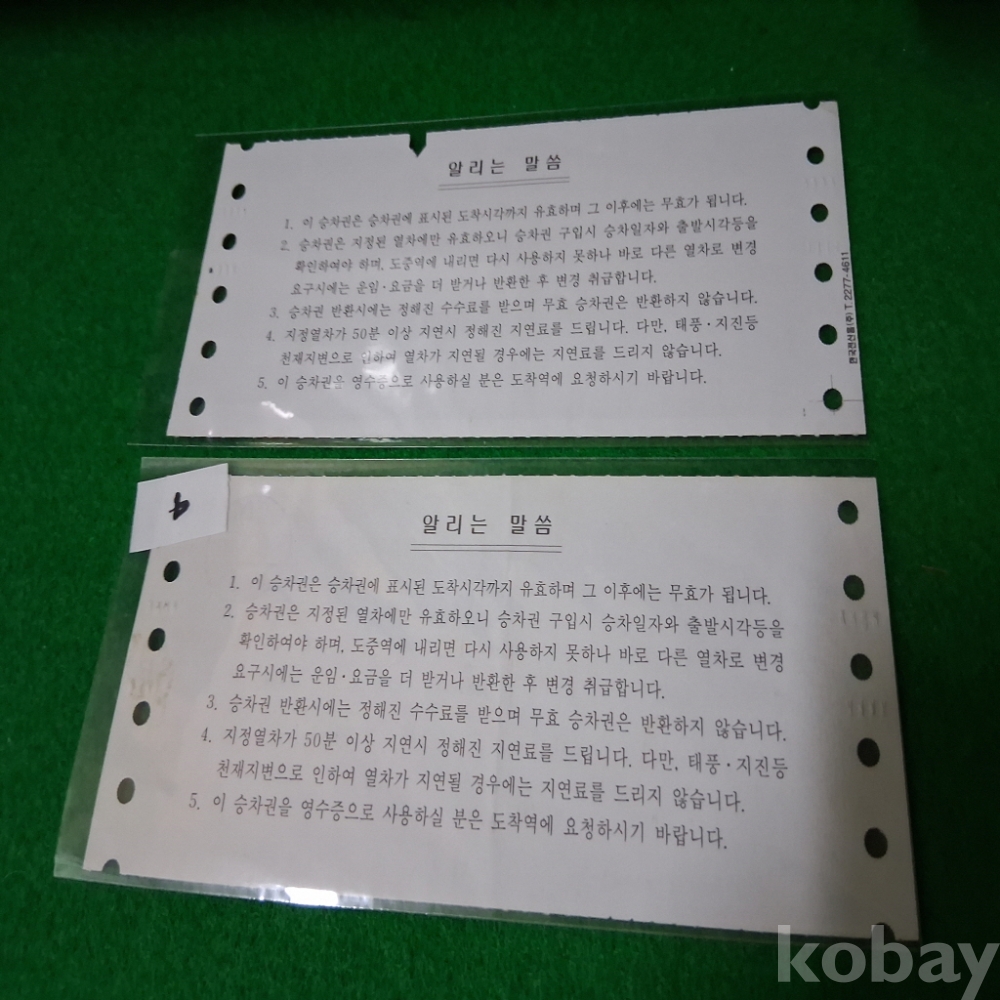 알리는 말씀
1. 이 승차권은 승차권에 표시된 도착시각까지 유효하며 그 이후에는 무효가 됩니다.
2. 승차권은 지정된 열차에만 유효하오니 승차권 구입시 승차일자와 출발시각등을
확인하여야 하며, 도중역에 내리면 다시 사용하지 못하나 바로 다른 열차로 변경
요구시에는 운임·요금을 더 받거나 반환한 후 변경 취급합니다.
3. 승차권 반환시에는 정해진 수수료를 받으며 무효 승차권은 반환하지 않습니다.
4. 지정열차가 50분 이상 지연시 정해진 지연료를 드립니다. 다만, 태풍·지진등
천재지변으로 인하여 열차가 지연될 경우에는 지연료를 드리지 않습니다.
5. 이 승차권을 영수증으로 사용하실 분은 도착역에 요청하시기 바랍니다.
한국전산폼(주) T. 2277-4611
알리는 말씀
1. 이 승차권은 승차권에 표시된 도착시각까지 유효하며 그 이후에는 무효가 됩니다.
2. 승차권은 지정된 열차에만 유효하오니 승차권 구입시 승차일자와 출발시각등을
확인하여야 하며, 도중역에 내리면 다시 사용하지 못하나 바로 다른 열차로 변경
요구시에는 운임·요금을 더 받거나 반환한 후 변경 취급합니다.
3. 승차권 반환시에는 정해진 수수료를 받으며 무효 승차권은 반환하지 않습니다.
4. 지정열차가 50분 이상 지연시 정해진 지연료를 드립니다. 다만, 태풍·지진등
천재지변으로 인하여 열차가 지연될 경우에는 지연료를 드리지 않습니다.
5. 이 승차권을 영수증으로 사용하실 분은 도착역에 요청하시기 바랍니다.
kobay